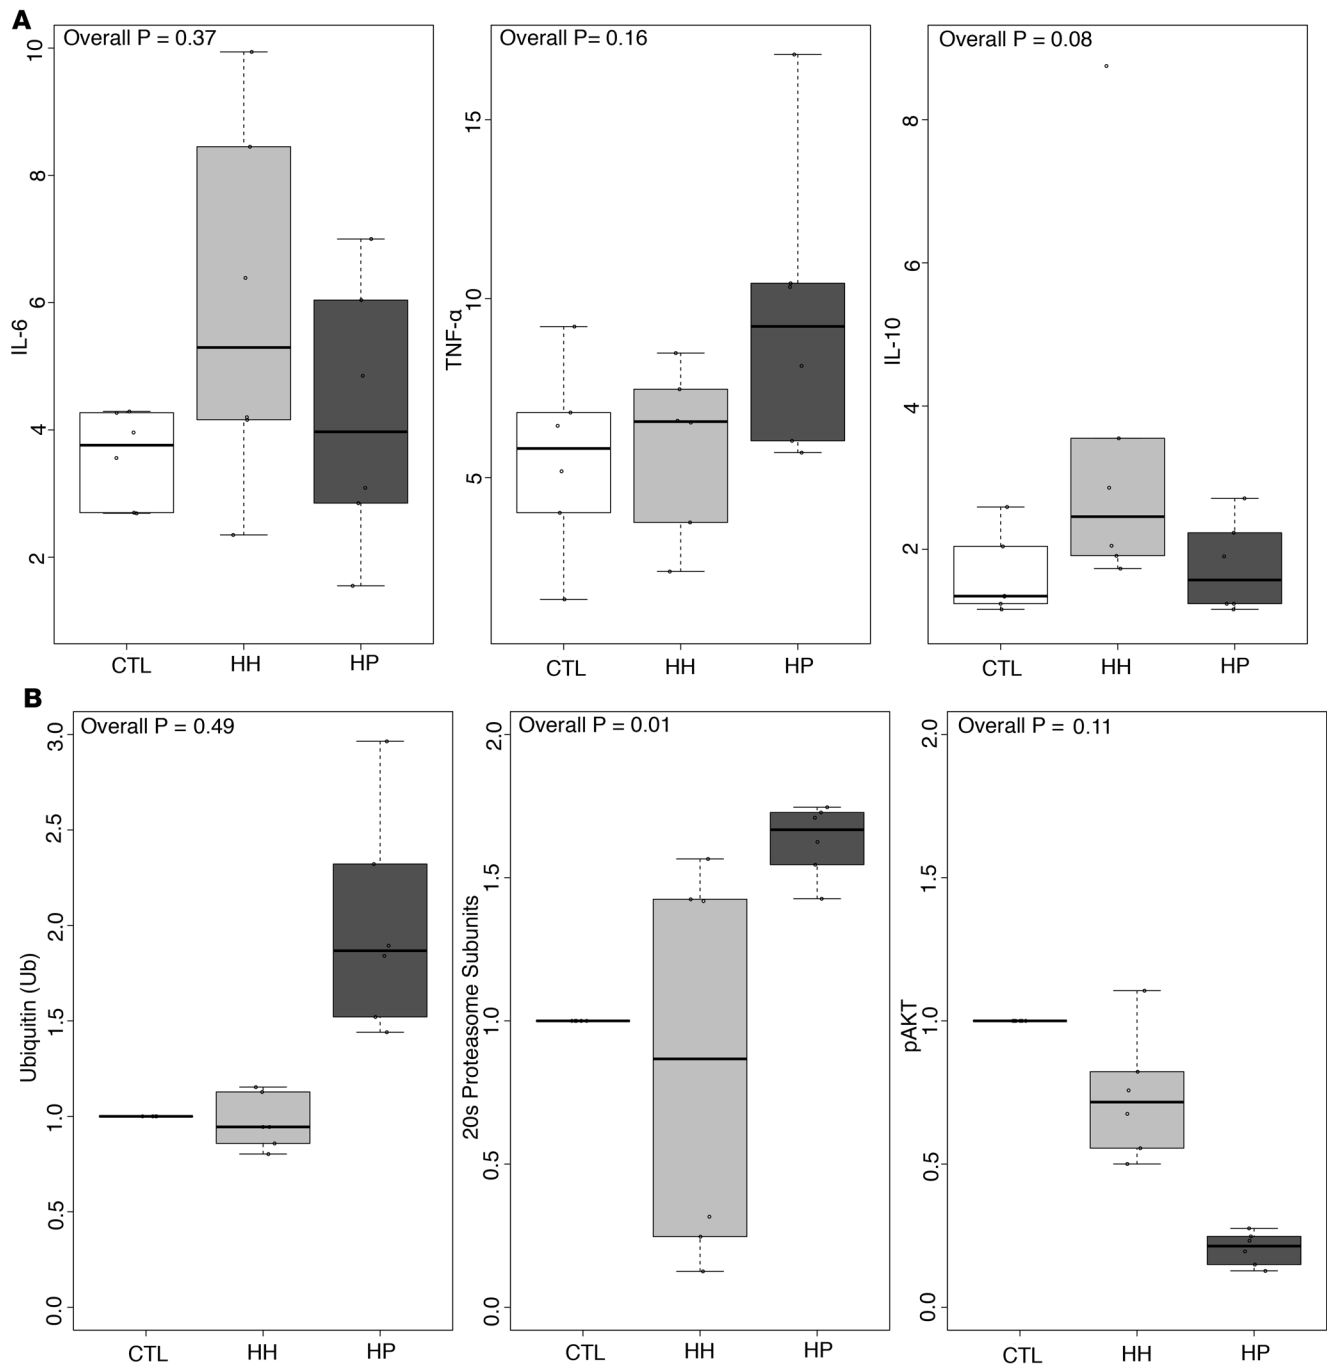 A
Overall P = 0.37
IL-6
2
4
6
8
10
CTL
HH
HP
Overall P= 0.16
TNF-α
5
10
15
CTL
HH
HP
Overall P = 0.08
IL-10
2
4
6
8
CTL
HH
HP
B
Overall P = 0.49
Ubiquitin (Ub)
0.0
0.5
1.0
1.5
2.0
2.5
3.0
CTL
HH
HP
Overall P = 0.01
20s Proteasome Subunits
0.0
0.5
1.0
1.5
2.0
CTL
HH
HP
Overall P = 0.11
pAKT
0.0
0.5
1.0
1.5
2.0
CTL
HH
HP